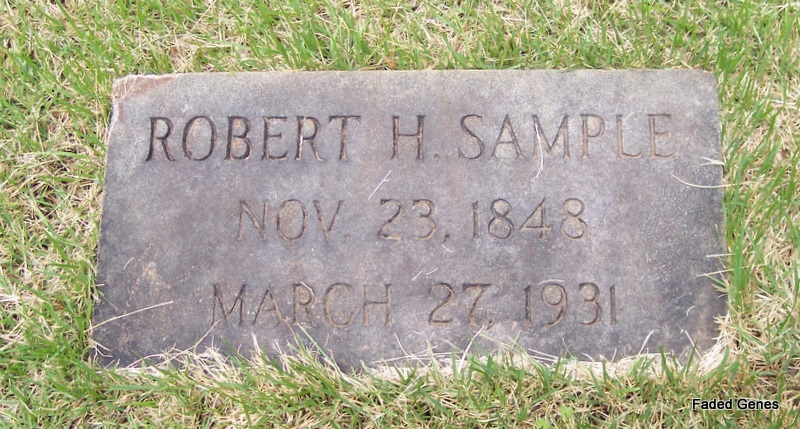 ROBERT H. SAMPLE
NOV. 23, 1848
MARCH 27, 1931
Faded Genes